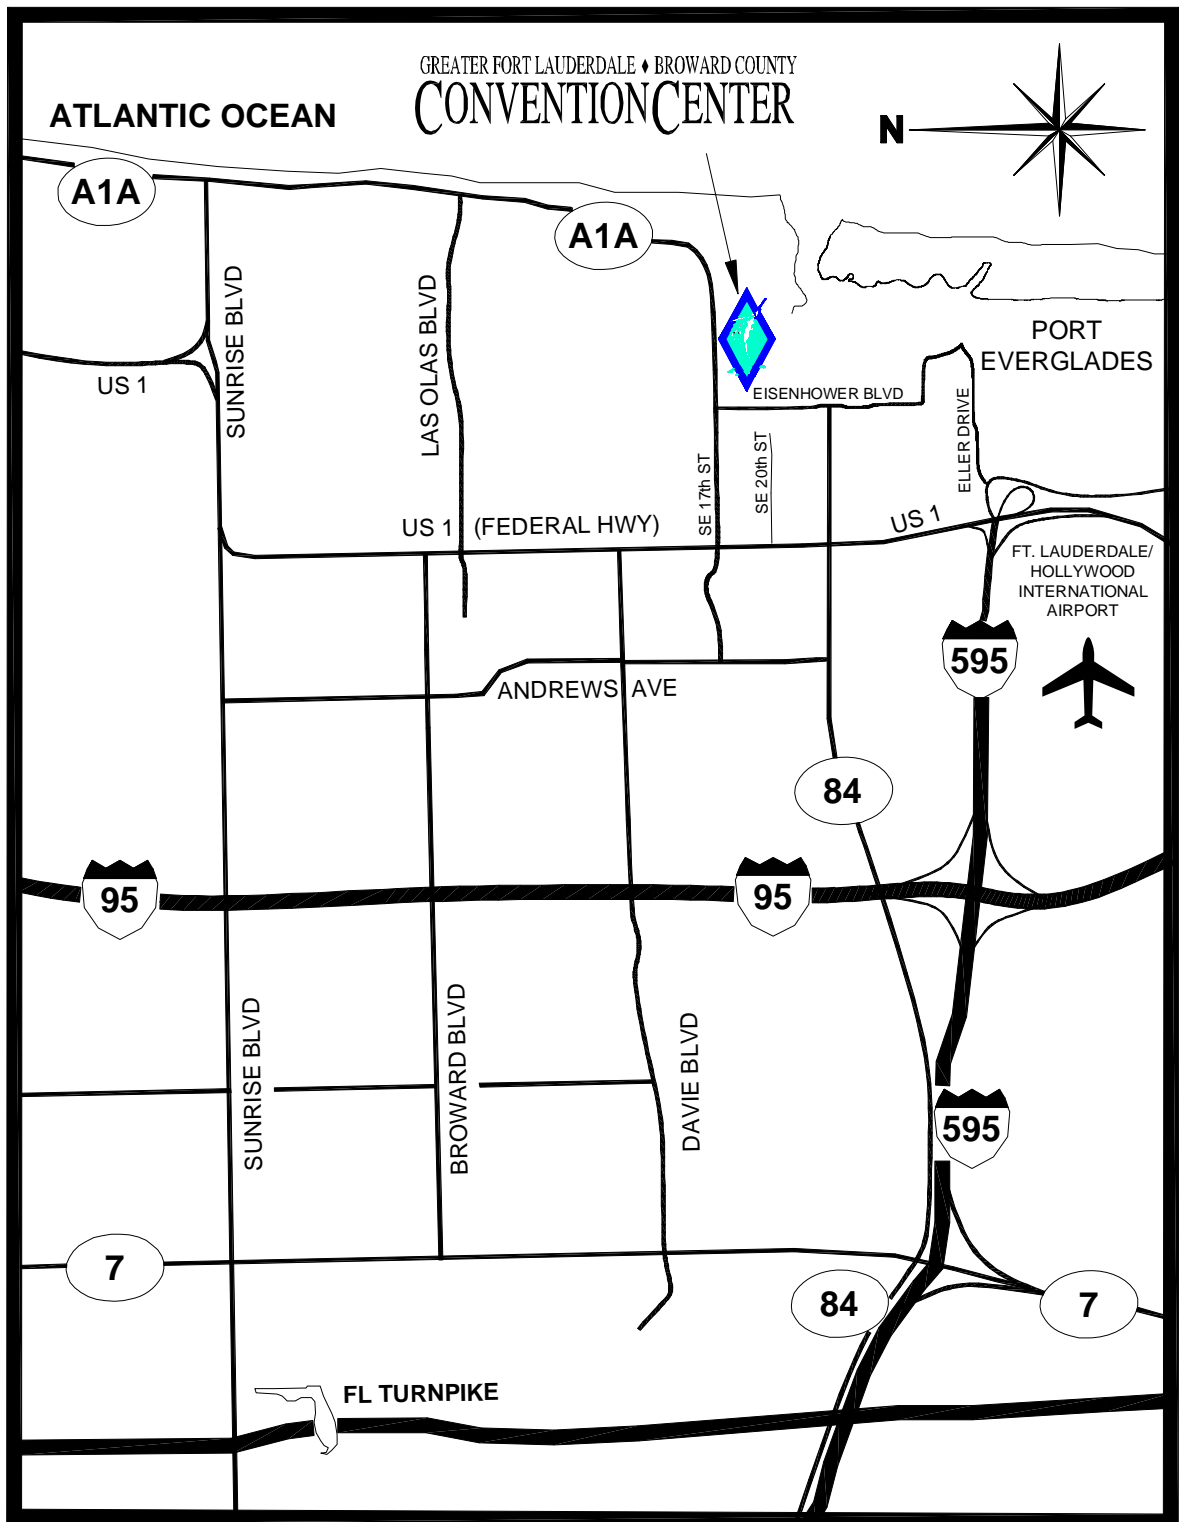 GREATER FORT LAUDERDALE ♦ BROWARD COUNTY
CONVENTION CENTER
ATLANTIC OCEAN
N
A1A
A1A
SUNRISE BLVD
LAS OLAS BLVD
PORT
EVERGLADES
US 1
EISENHOWER BLVD
ELLER DRIVE
SE 17th ST
SE 20th ST
US 1 (FEDERAL HWY)
US 1
FT. LAUDERDALE/
HOLLYWOOD
INTERNATIONAL
AIRPORT
595
ANDREWS AVE
84
95
95
SUNRISE BLVD
BROWARD BLVD
DAVIE BLVD
595
7
84
7
FL TURNPIKE